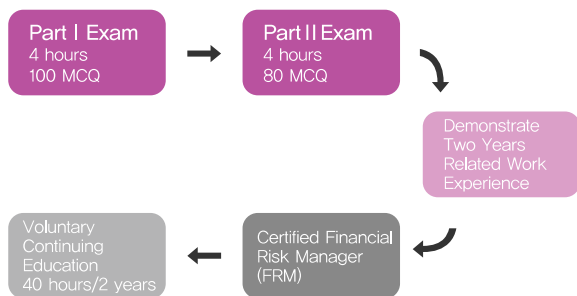 Part I Exam
4 hours
100 MCQ
Part II Exam
4 hours
80 MCQ
Demonstrate
Two Years
Related Work
Experience
Certified Financial
Risk Manager
(FRM)
Voluntary
Continuing
Education
40 hours/2 years